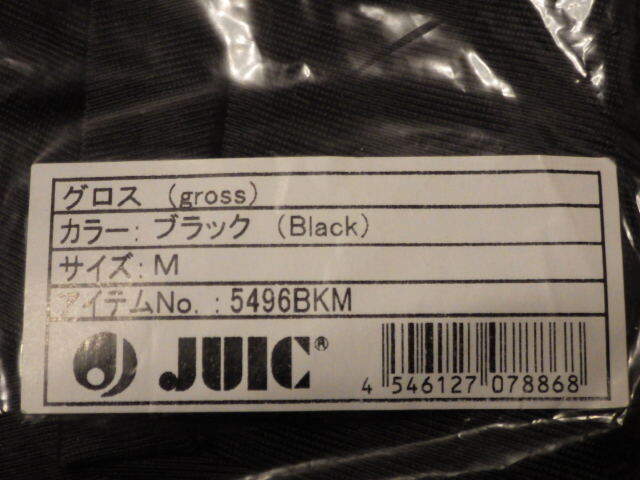 グロス (gross)
カラー: ブラック (Black)
サイズ: M
アイテムNo. : 5496BKM
JUIC®
4 546127 078868